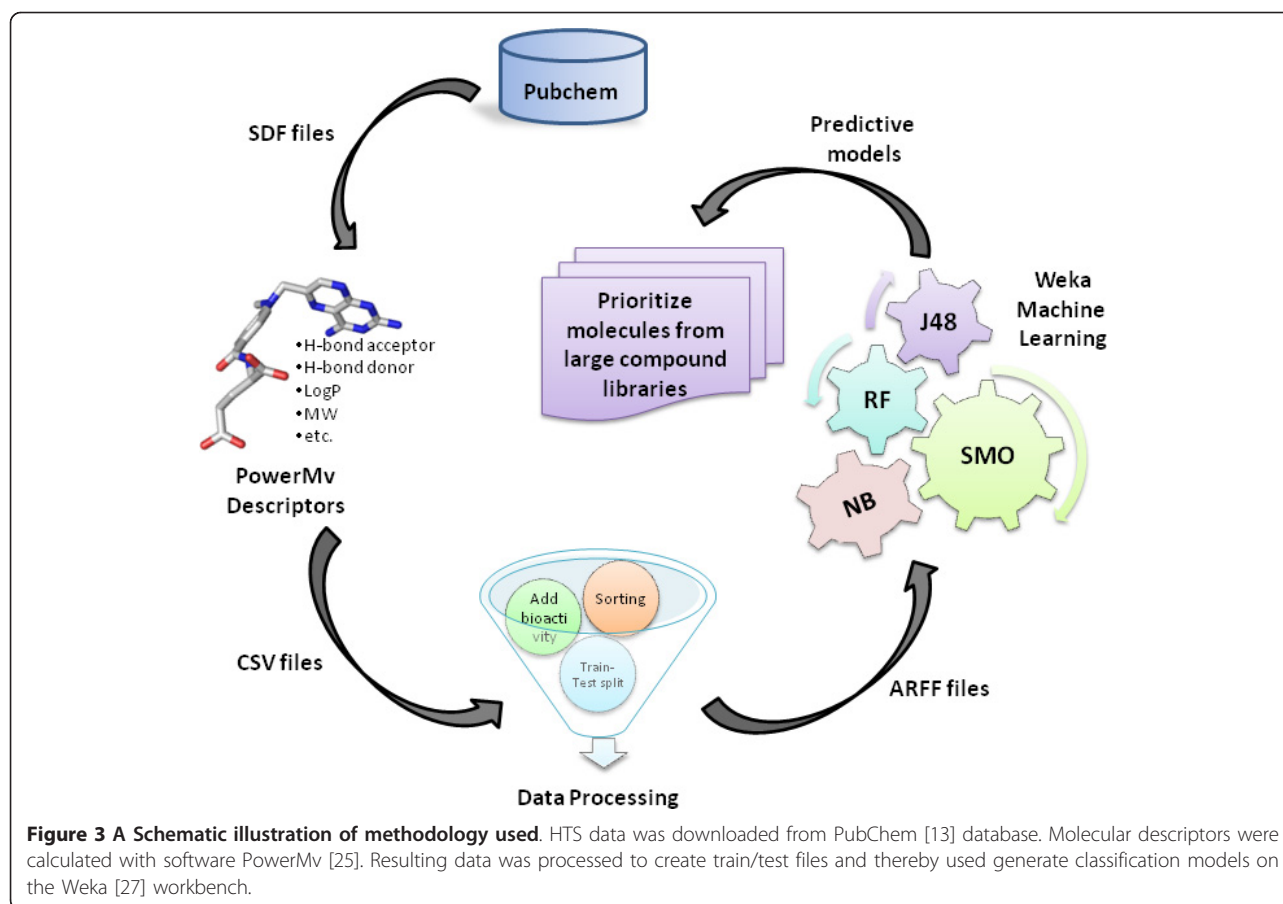 Pubchem
SDF files
Predictive
models
•H-bond acceptor
•H-bond donor
•LogP
•MW
•etc.
PowerMv
Descriptors
Prioritize
molecules from
large compound
libraries
Weka
Machine
Learning
J48
RF
SMO
NB
Add
bioacti
vity
Sorting
Train-
Test split
CSV files
ARFF files
Data Processing
Figure 3 A Schematic illustration of methodology used. HTS data was downloaded from PubChem [13] database. Molecular descriptors were
calculated with software PowerMv [25]. Resulting data was processed to create train/test files and thereby used generate classification models on
the Weka [27] workbench.